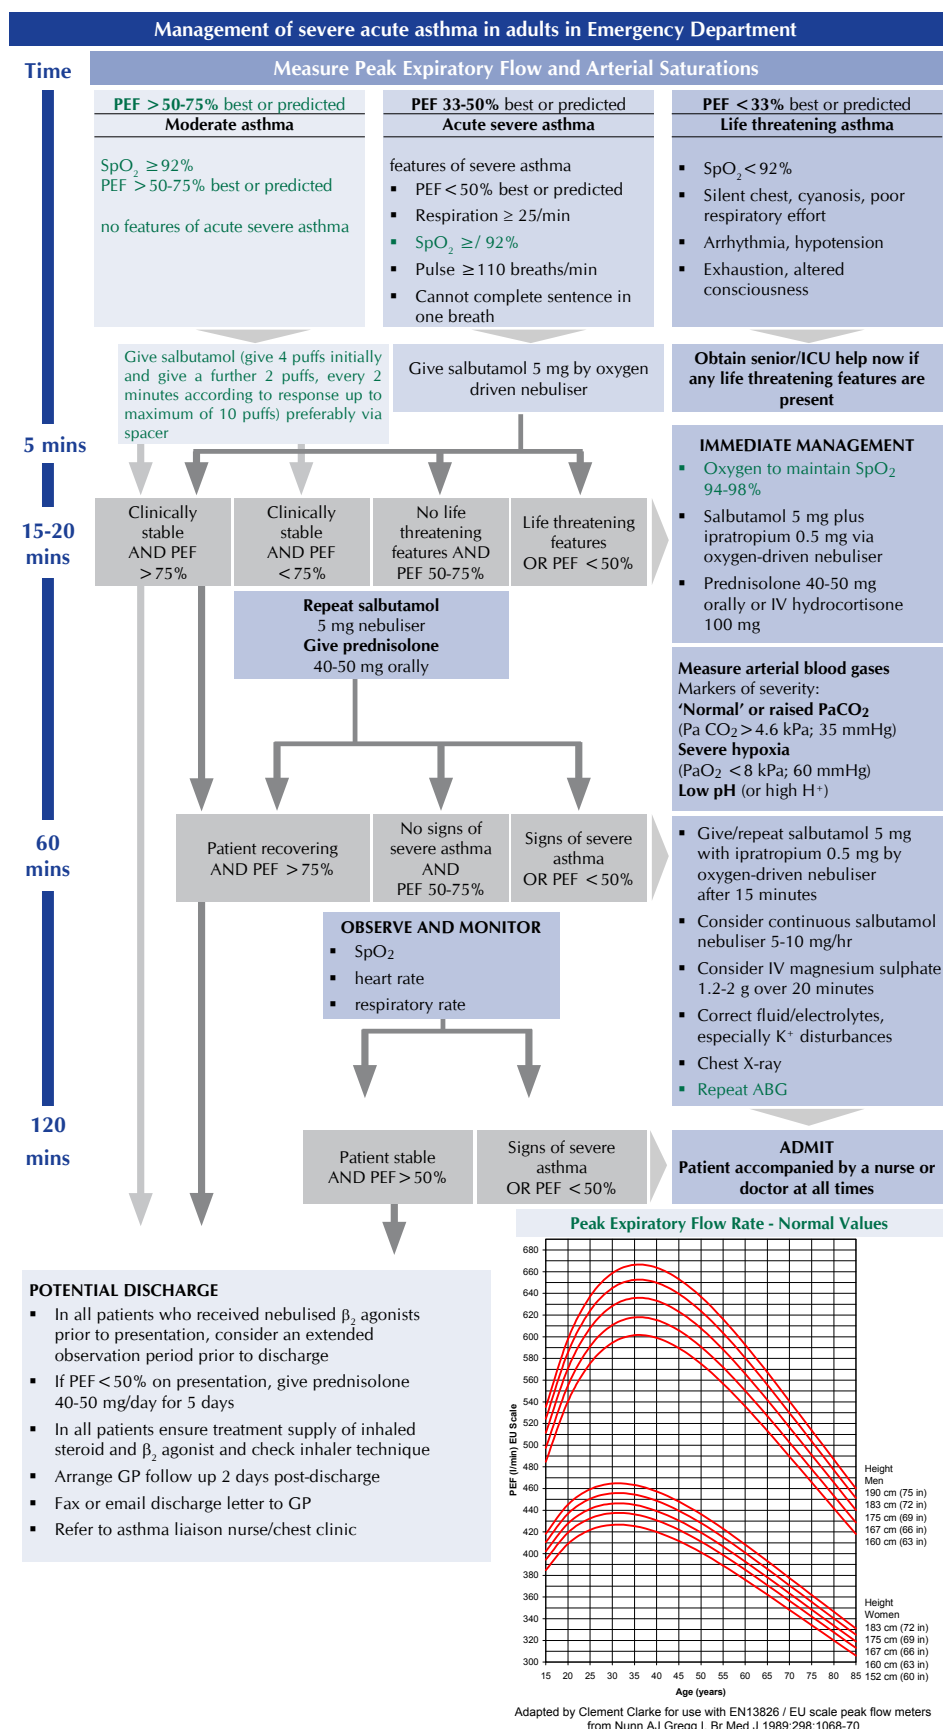 Management of severe acute asthma in adults in Emergency Department
Time
Measure Peak Expiratory Flow and Arterial Saturations
PEF >50-75% best or predicted
Moderate asthma
SpO2 ≥92%
PEF >50-75% best or predicted
no features of acute severe asthma
PEF 33-50% best or predicted
Acute severe asthma
features of severe asthma
▪ PEF<50% best or predicted
▪ Respiration ≥ 25/min
▪ SpO2 ≥/ 92%
▪ Pulse ≥110 breaths/min
▪ Cannot complete sentence in
one breath
PEF <33% best or predicted
Life threatening asthma
▪ SpO2<92%
▪ Silent chest, cyanosis, poor
respiratory effort
▪ Arrhythmia, hypotension
▪ Exhaustion, altered
consciousness
Give salbutamol (give 4 puffs initially
and give a further 2 puffs, every 2
minutes according to response up to
maximum of 10 puffs) preferably via
spacer
Give salbutamol 5 mg by oxygen
driven nebuliser
Obtain senior/ICU help now if
any life threatening features are
present
5 mins
IMMEDIATE MANAGEMENT
▪ Oxygen to maintain SpO2
94-98%
▪ Salbutamol 5 mg plus
ipratropium 0.5 mg via
oxygen-driven nebuliser
▪ Prednisolone 40-50 mg
orally or IV hydrocortisone
100 mg
15-20
mins
Clinically
stable
AND PEF
>75%
Clinically
stable
AND PEF
<75%
No life
threatening
features AND
PEF 50-75%
Life threatening
features
OR PEF <50%
Repeat salbutamol
5 mg nebuliser
Give prednisolone
40-50 mg orally
Measure arterial blood gases
Markers of severity:
‘Normal’ or raised PaCO2
(Pa CO2>4.6 kPa; 35 mmHg)
Severe hypoxia
(PaO2 <8 kPa; 60 mmHg)
Low pH (or high H+)
60
mins
Patient recovering
AND PEF >75%
No signs of
severe asthma
AND
PEF 50-75%
Signs of severe
asthma
OR PEF <50%
▪ Give/repeat salbutamol 5 mg
with ipratropium 0.5 mg by
oxygen-driven nebuliser
after 15 minutes
▪ Consider continuous salbutamol
nebuliser 5-10 mg/hr
▪ Consider IV magnesium sulphate
1.2-2 g over 20 minutes
▪ Correct fluid/electrolytes,
especially K+ disturbances
▪ Chest X-ray
▪ Repeat ABG
OBSERVE AND MONITOR
▪ SpO2
▪ heart rate
▪ respiratory rate
120
mins
Patient stable
AND PEF>50%
Signs of severe
asthma
OR PEF <50%
ADMIT
Patient accompanied by a nurse or
doctor at all times
POTENTIAL DISCHARGE
▪ In all patients who received nebulised β2 agonists
prior to presentation, consider an extended
observation period prior to discharge
▪ If PEF<50% on presentation, give prednisolone
40-50 mg/day for 5 days
▪ In all patients ensure treatment supply of inhaled
steroid and β2 agonist and check inhaler technique
▪ Arrange GP follow up 2 days post-discharge
▪ Fax or email discharge letter to GP
▪ Refer to asthma liaison nurse/chest clinic
Peak Expiratory Flow Rate - Normal Values
PEF (l/min) EU Scale
680
660
640
620
600
580
560
540
520
500
480
460
440
420
400
380
360
340
320
300
15 20 25 30 35 40 45 50 55 60 65 70 75 80 85
Age (years)
Height
Men
190 cm (75 in)
183 cm (72 in)
175 cm (69 in)
167 cm (66 in)
160 cm (63 in)
Height
Women
183 cm (72 in)
175 cm (69 in)
167 cm (66 in)
160 cm (63 in)
152 cm (60 in)
Adapted by Clement Clarke for use with EN13826 / EU scale peak flow meters
from Nunn AJ Gregg I, Br Med J 1989:298:1068-70